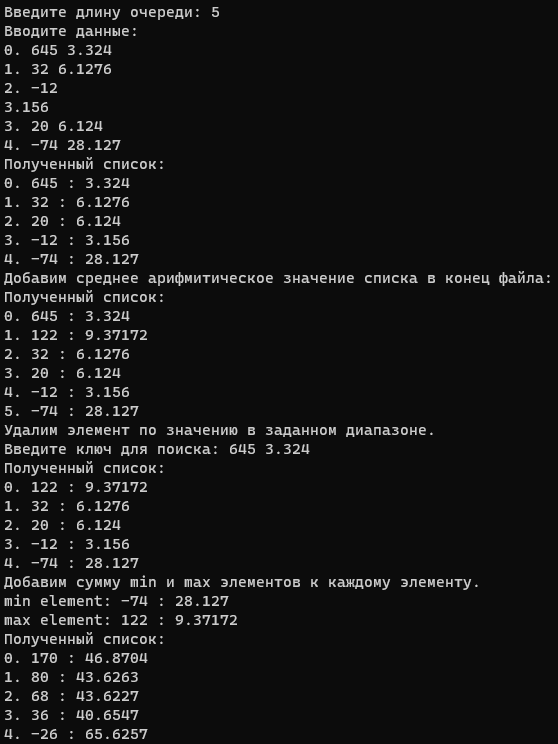 Введите длину очереди: 5
Вводите данные:
0. 645 3.324
1. 32 6.1276
2. -12
3.156
3. 20 6.124
4. -74 28.127
Полученный список:
0. 645 : 3.324
1. 32 : 6.1276
2. 20 : 6.124
3. -12 : 3.156
4. -74 : 28.127
Добавим среднее арифмитическое значение списка в конец файла:
Полученный список:
0. 645 : 3.324
1. 122 : 9.37172
2. 32 : 6.1276
3. 20 : 6.124
4. -12 : 3.156
5. -74 : 28.127
Удалим элемент по значению в заданном диапазоне.
Введите ключ для поиска: 645 3.324
Полученный список:
0. 122 : 9.37172
1. 32 : 6.1276
2. 20 : 6.124
3. -12 : 3.156
4. -74 : 28.127
Добавим сумму min и max элементов к каждому элементу.
min element: -74 : 28.127
max element: 122 : 9.37172
Полученный список:
0. 170 : 46.8704
1. 80 : 43.6263
2. 68 : 43.6227
3. 36 : 40.6547
4. -26 : 65.6257